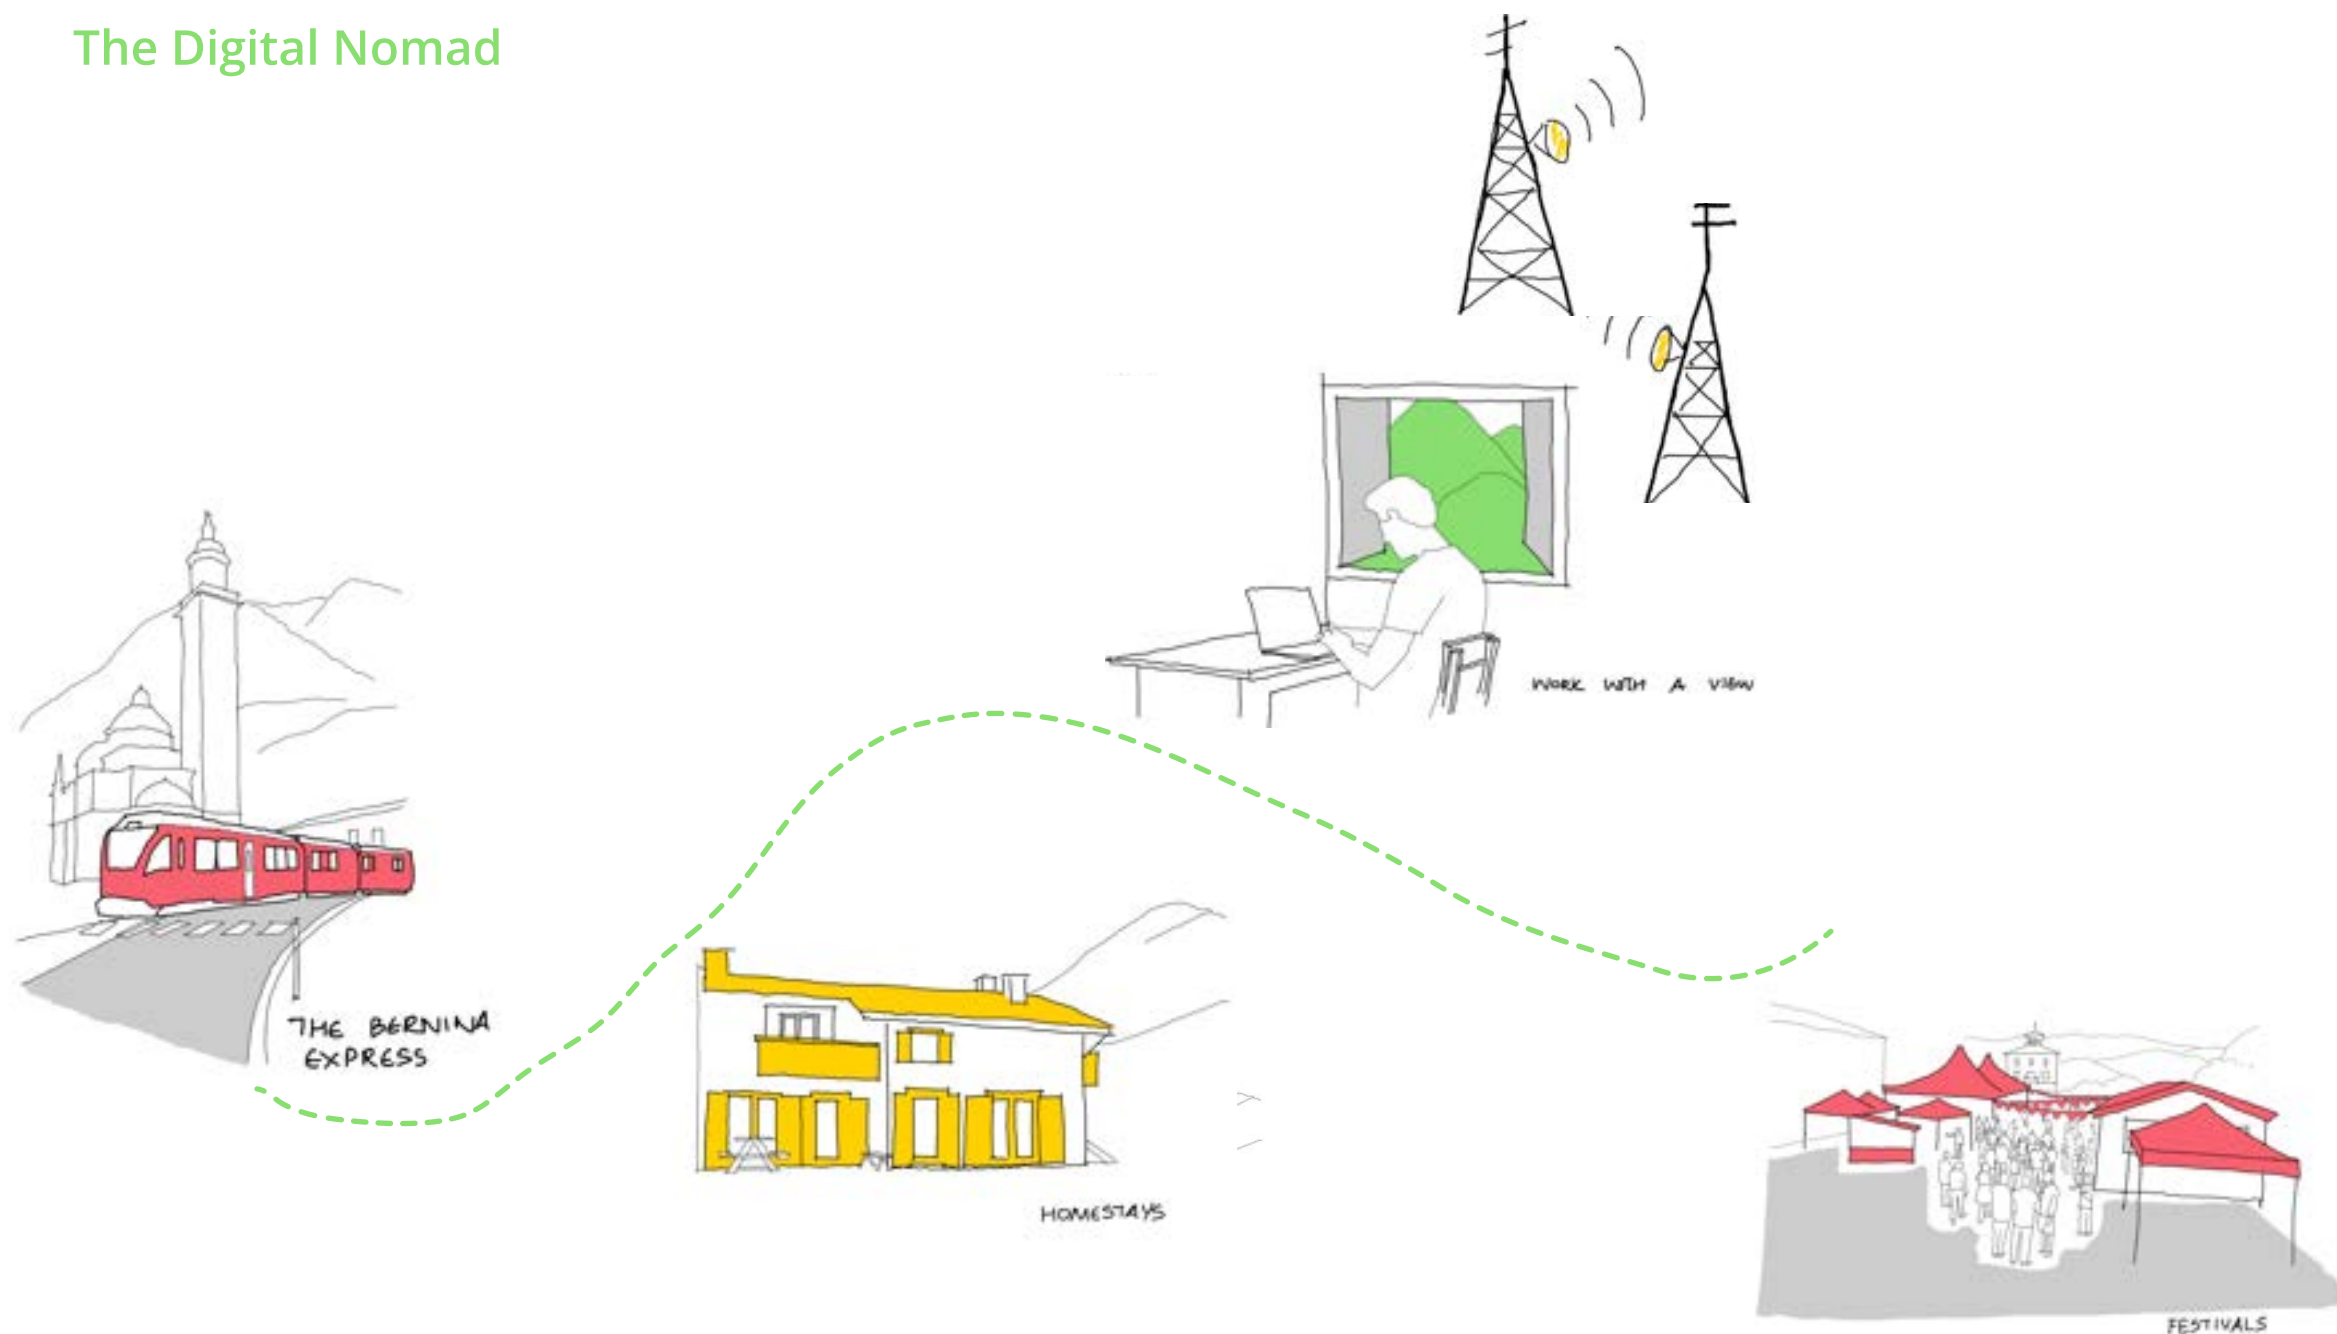 The Digital Nomad
WORK WITH A VIEW
THE BERNINA
EXPRESS
HOMESTAYS
FESTIVALS